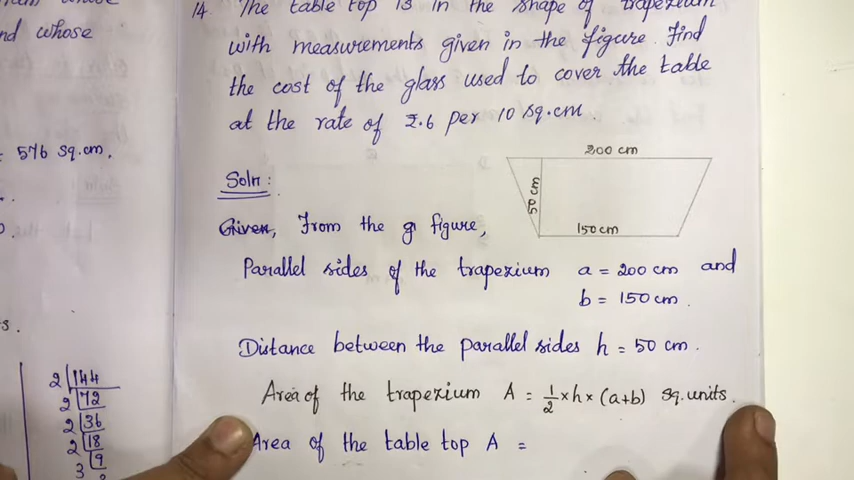 nd whose
= 576 sq.cm.
2 144
2 72
2 36
2 18
3 9
14. The table top is in the shape of trapezium
with measurements given in the figure. Find
the cost of the glass used to cover the table
at the rate of ₹.6 per 10 sq.cm.
200 cm
50 cm
150 cm
Soln:
Given, From the figure,
Parallel sides of the trapezium a = 200 cm and
b = 150 cm.
Distance between the parallel sides h = 50 cm.
Area of the trapezium A = 1/2 × h × (a+b) sq.units.
Area of the table top A =